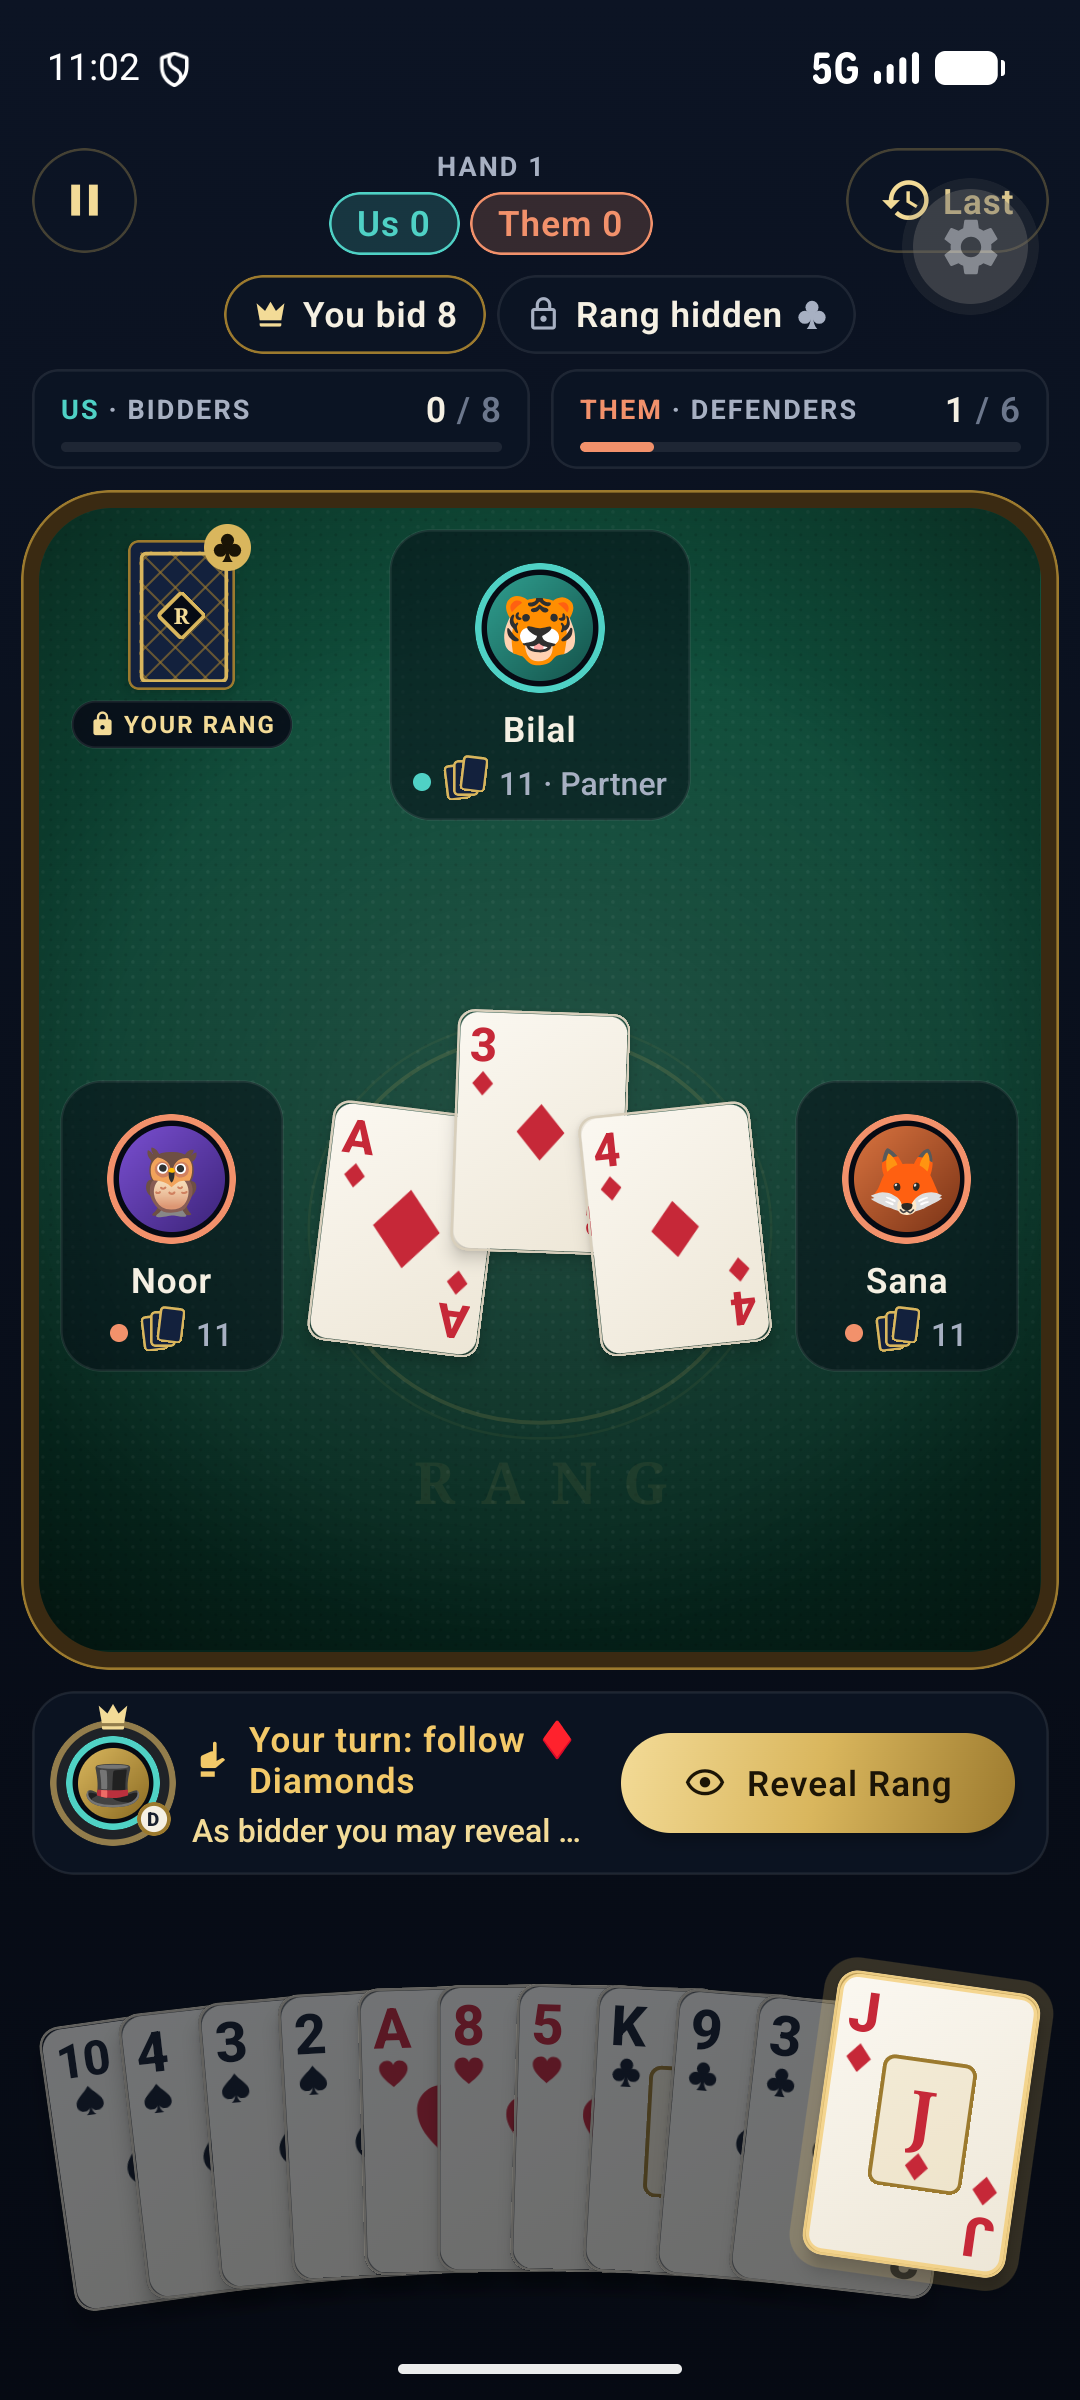 11:02
5G
HAND 1
Us 0
Them 0
Last
You bid 8
Rang hidden ♣
US · BIDDERS 0 / 8
THEM · DEFENDERS 1 / 6
R
YOUR RANG
Bilal
11 · Partner
3
A
4
A
4
Noor
11
Sana
11
RANG
Your turn: follow ♦
Diamonds
As bidder you may reveal ...
D
Reveal Rang
10 4 3 2 A 8 5 K 9 3 J
J
J